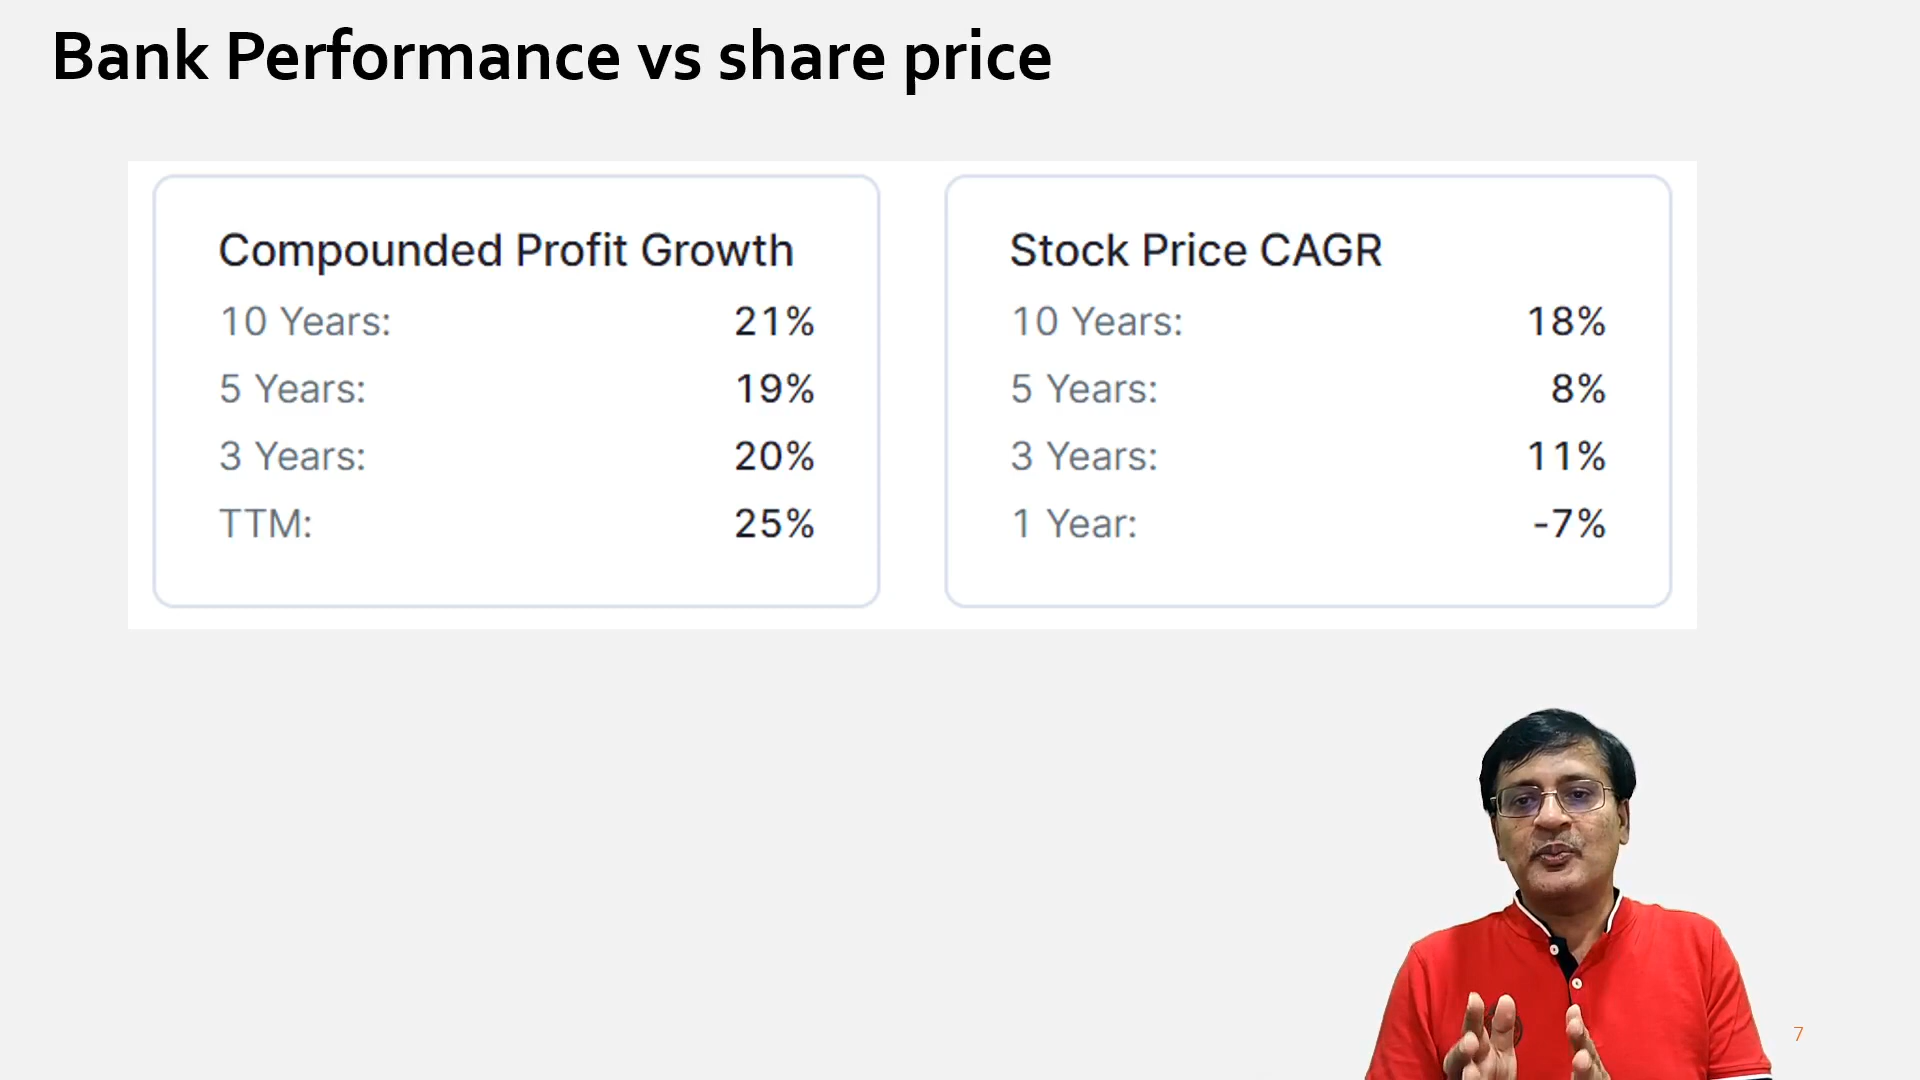 Bank Performance vs share price
Compounded Profit Growth
10 Years: 21%
5 Years: 19%
3 Years: 20%
TTM: 25%
Stock Price CAGR
10 Years: 18%
5 Years: 8%
3 Years: 11%
1 Year: -7%
7